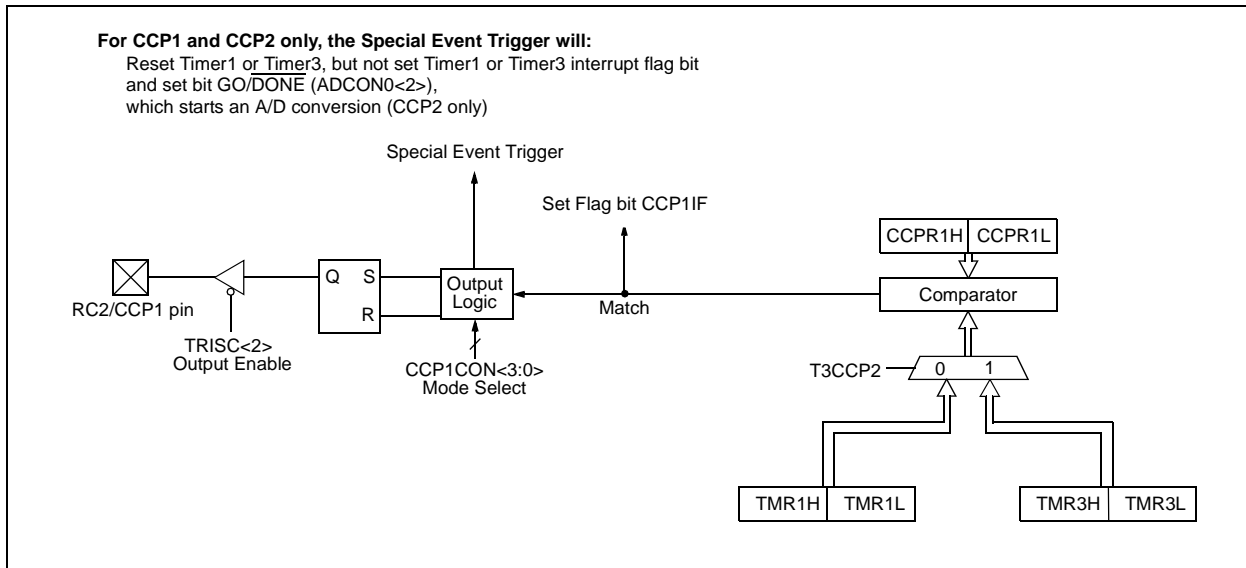 For CCP1 and CCP2 only, the Special Event Trigger will:
Reset Timer1 or Timer3, but not set Timer1 or Timer3 interrupt flag bit
and set bit GO/DONE (ADCON0<2>),
which starts an A/D conversion (CCP2 only)
Special Event Trigger
Set Flag bit CCP1IF
CCPR1H CCPR1L
Q S
R
Output
Logic
Comparator
RC2/CCP1 pin
Match
TRISC<2>
Output Enable
CCP1CON<3:0>
Mode Select
T3CCP2
0 1
TMR1H TMR1L
TMR3H TMR3L